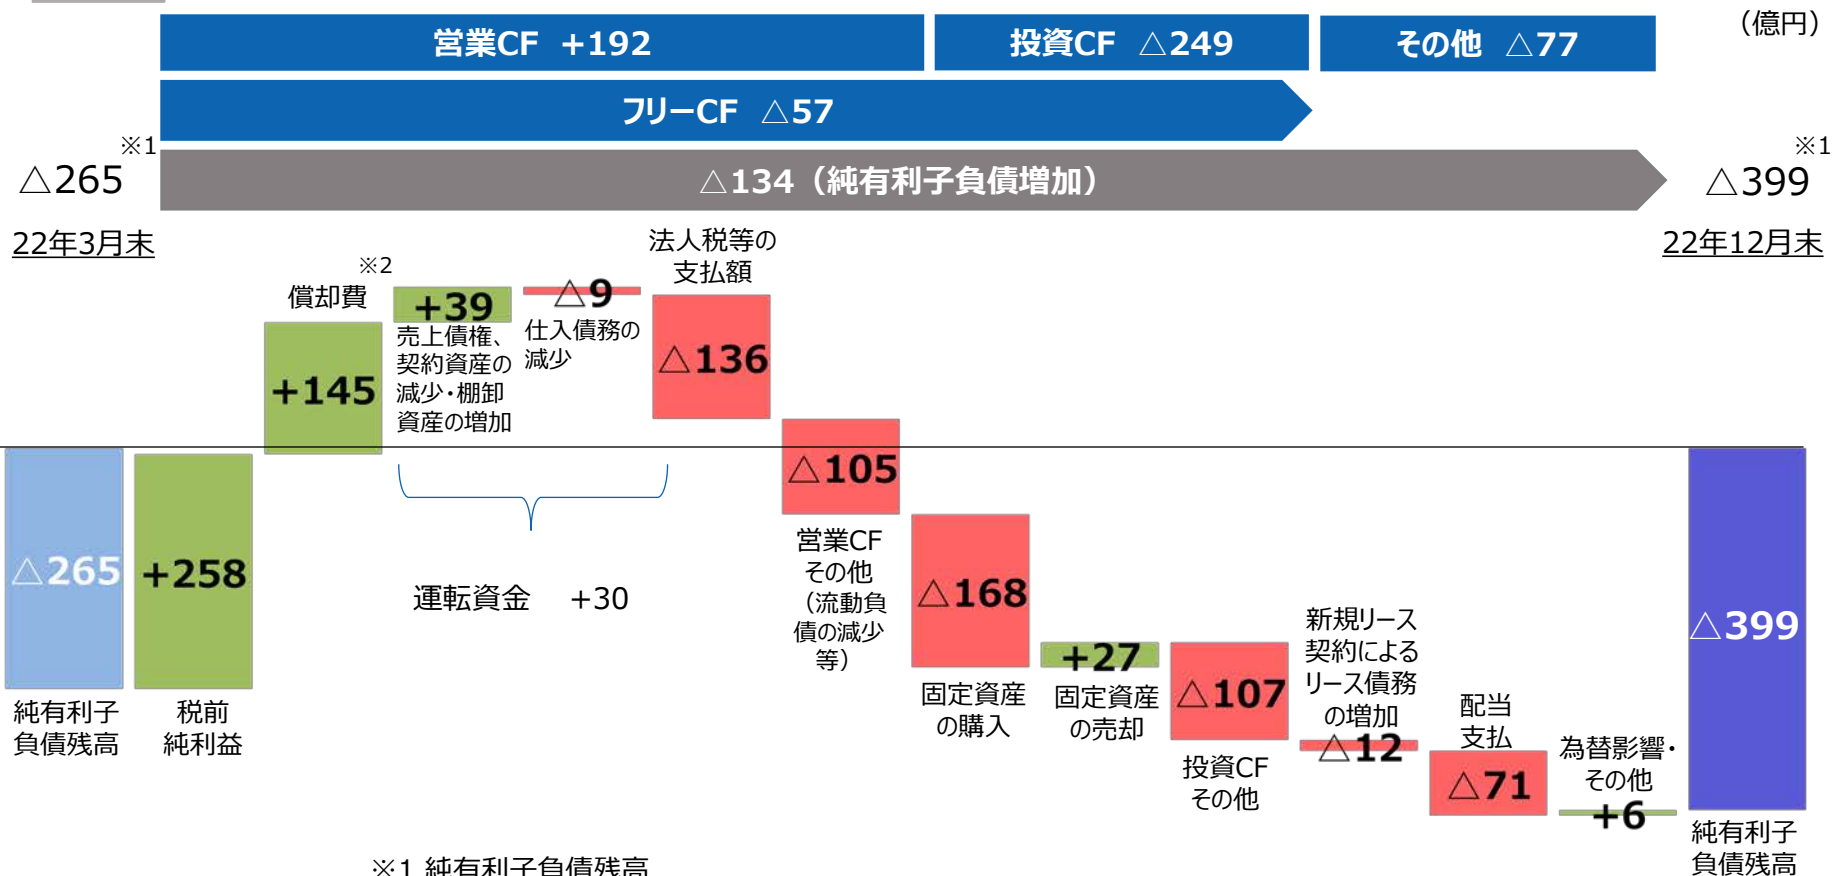 （億円）
営業CF +192
投資CF △249
その他 △77
フリーCF △57
※1
△265
△134（純有利子負債増加）
※1
△399
22年3月末
22年12月末
※2
償却費
+145
+39
売上債権、
契約資産の
減少・棚卸
資産の増加
△9
仕入債務の
減少
法人税等の
支払額
△136
△105
営業CF
その他
（流動負
債の減少
等）
運転資金 +30
△265
純有利子
負債残高
+258
税前
純利益
△168
固定資産
の購入
+27
固定資産
の売却
△107
投資CF
その他
新規リース
契約による
リース債務
の増加
△12
配当
支払
△71
為替影響・
その他
+6
△399
純有利子
負債残高
※1 純有利子負債残高